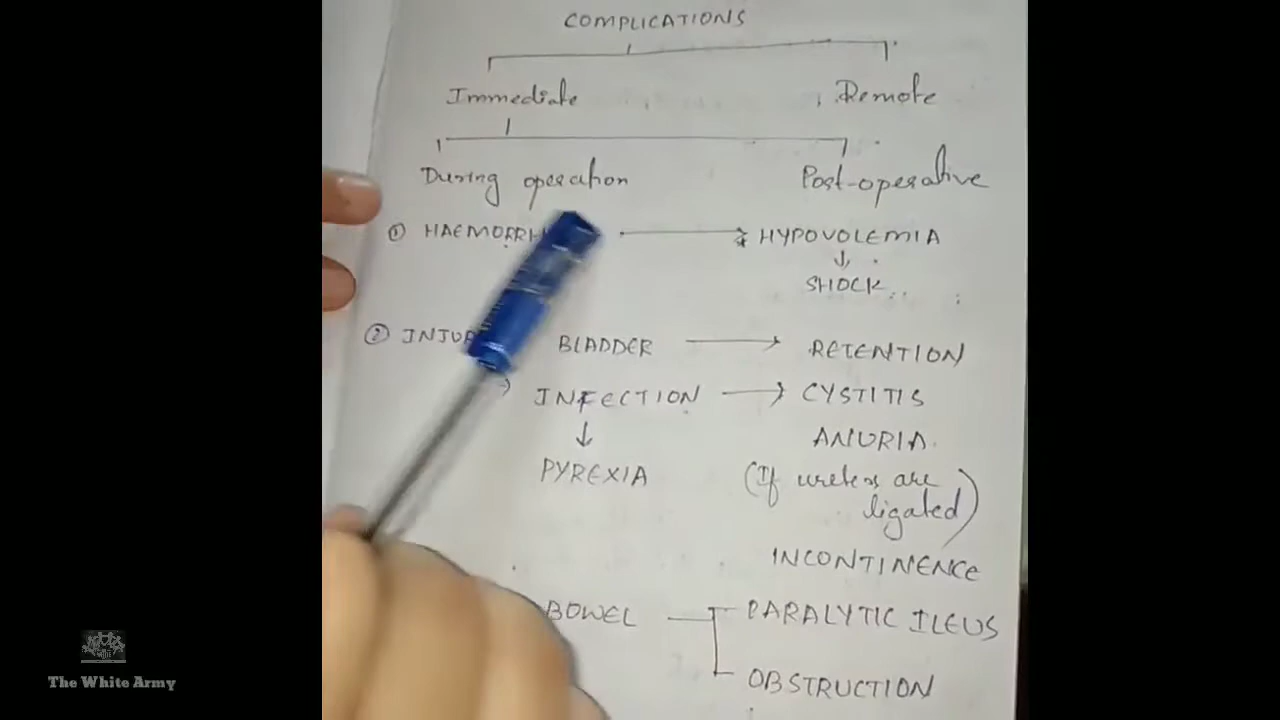 COMPLICATIONS
Immediate Remote
During operation Post-operative
① HAEMORRH → HYPOVOLEMIA
↓
SHOCK
② INJU BLADDER → RETENTION
INFECTION → CYSTITIS
↓ ANURIA
PYREXIA (If ureters are
ligated)
INCONTINENCE
BOWEL PARALYTIC ILEUS
OBSTRUCTION
The White Army